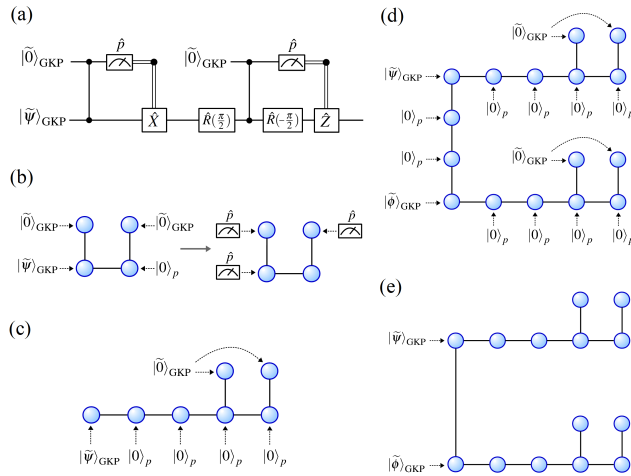 (a)
|0̃⟩GKP p̂ |0̃⟩GKP p̂
|ψ̃⟩GKP X̂ R̂(π/2) R̂(-π/2) Ẑ
(b)
|0̃⟩GKP |0̃⟩GKP p̂ p̂
|ψ̃⟩GKP |0⟩p p̂
(c)
|0̃⟩GKP
|ψ̃⟩GKP |0⟩p |0⟩p |0⟩p |0⟩p
(d)
|0̃⟩GKP
|ψ̃⟩GKP
|0⟩p |0⟩p |0⟩p |0⟩p |0⟩p
|0⟩p |0̃⟩GKP
|φ̃⟩GKP
|0⟩p |0⟩p |0⟩p |0⟩p
(e)
|ψ̃⟩GKP
|φ̃⟩GKP